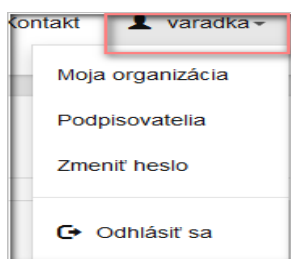 Kontakt varadka
Moja organizácia
Podpisovatelia
Zmeniť heslo
Odhlásiť sa